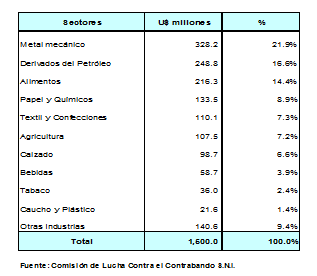 Sectores U$ millones %
Metal mecánico 328.2 21.9%
Derivados del Petróleo 248.8 16.6%
Alimentos 216.3 14.4%
Papel y Químicos 133.5 8.9%
Textil y Confecciones 110.1 7.3%
Agricultura 107.5 7.2%
Calzado 98.7 6.6%
Bebidas 58.7 3.9%
Tabaco 36.0 2.4%
Caucho y Plástico 21.6 1.4%
Otras industrias 140.6 9.4%
Total 1,500.0 100.0%
Fuente: Comisión de Lucha Contra el Contrabando S.N.I.